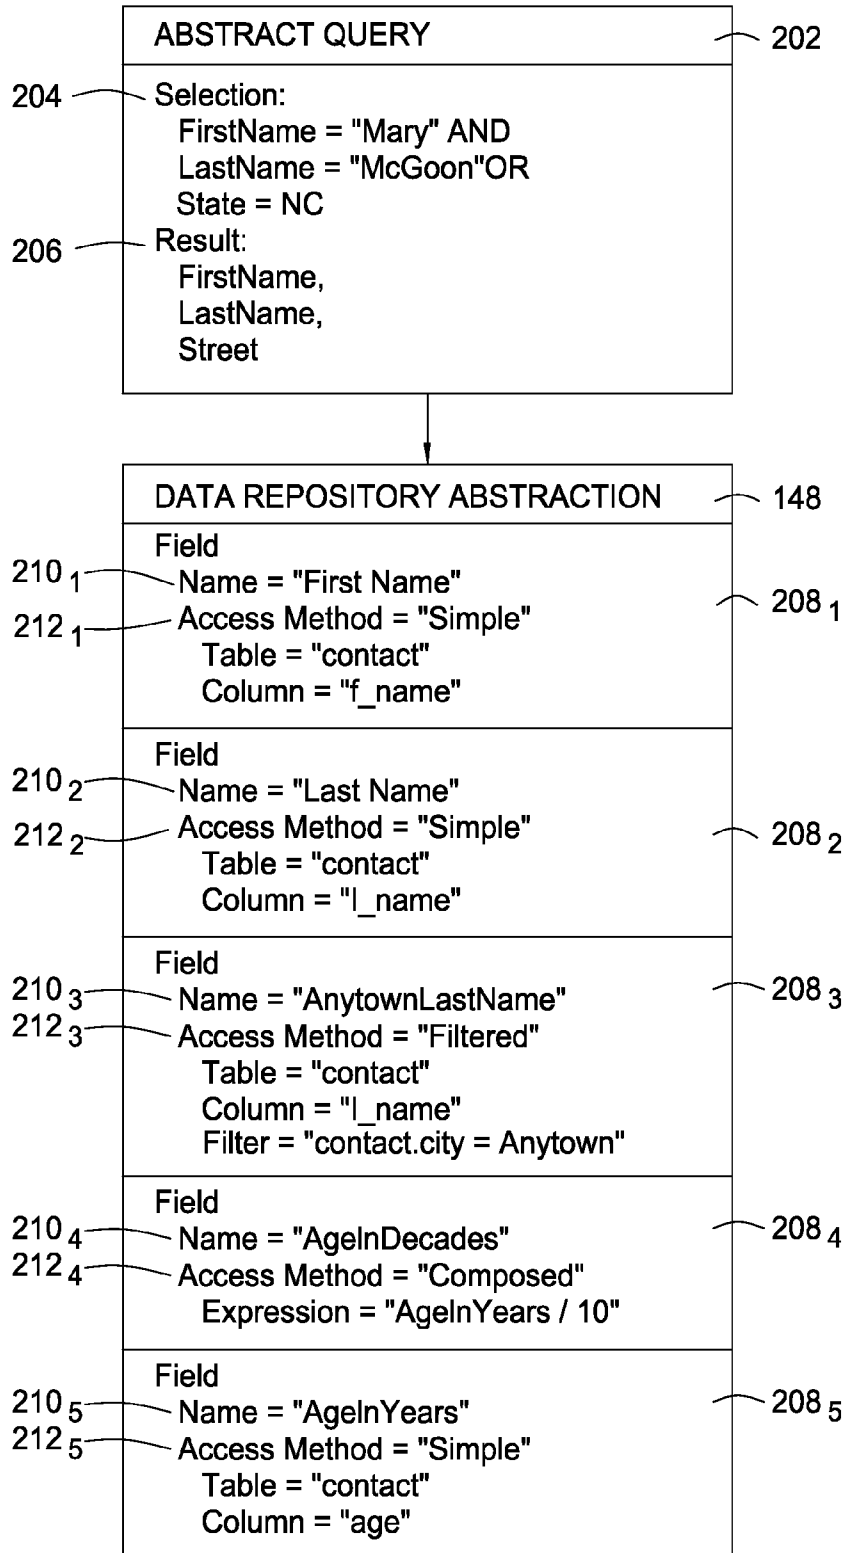 ABSTRACT QUERY 202
204 Selection:
FirstName = "Mary" AND
LastName = "McGoon"OR
State = NC
206 Result:
FirstName,
LastName,
Street
DATA REPOSITORY ABSTRACTION 148
Field
210 1 Name = "First Name" 208 1
212 1 Access Method = "Simple"
Table = "contact"
Column = "f_name"
Field
210 2 Name = "Last Name"
212 2 Access Method = "Simple" 208 2
Table = "contact"
Column = "l_name"
Field
210 3 Name = "AnytownLastName" 208 3
212 3 Access Method = "Filtered"
Table = "contact"
Column = "l_name"
Filter = "contact.city = Anytown"
Field
210 4 Name = "AgeInDecades" 208 4
212 4 Access Method = "Composed"
Expression = "AgeInYears / 10"
Field
210 5 Name = "AgeInYears" 208 5
212 5 Access Method = "Simple"
Table = "contact"
Column = "age"